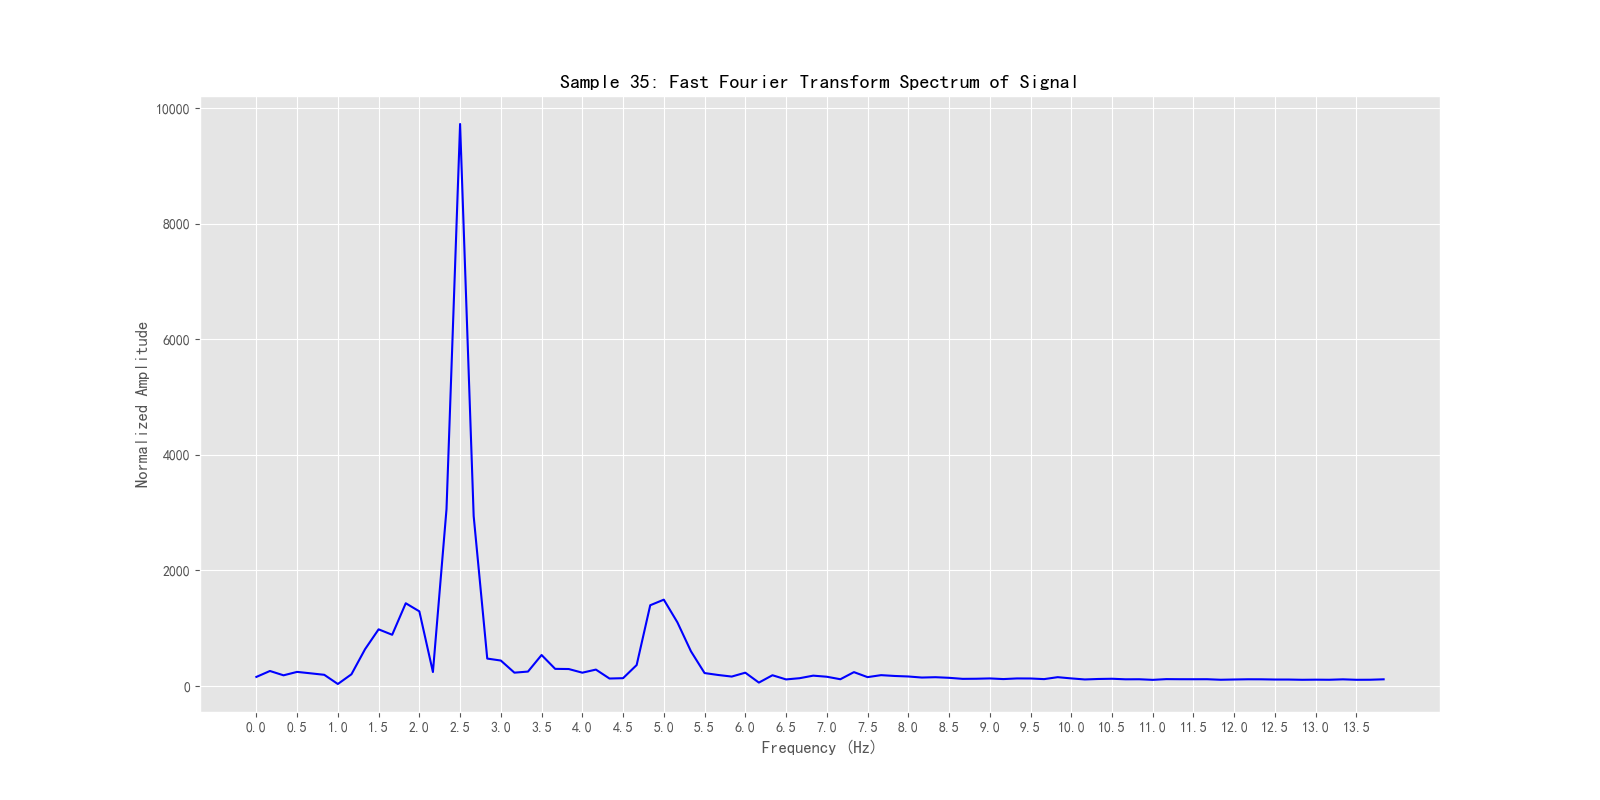 Sample 35: Fast Fourier Transform Spectrum of Signal
10000
8000
6000
4000
2000
0
Normalized Amplitude
0.0 0.5 1.0 1.5 2.0 2.5 3.0 3.5 4.0 4.5 5.0 5.5 6.0 6.5 7.0 7.5 8.0 8.5 9.0 9.5 10.0 10.5 11.0 11.5 12.0 12.5 13.0 13.5
Frequency (Hz)